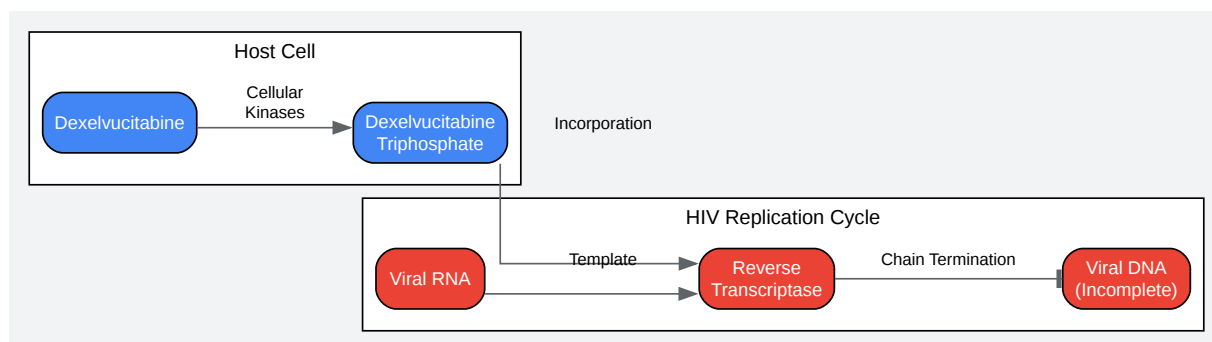 Host Cell
Dexelvucitabine
Cellular
Kinases
Dexelvucitabine
Triphosphate
Incorporation
HIV Replication Cycle
Viral RNA
Template
Reverse
Transcriptase
Chain Termination
Viral DNA
(Incomplete)